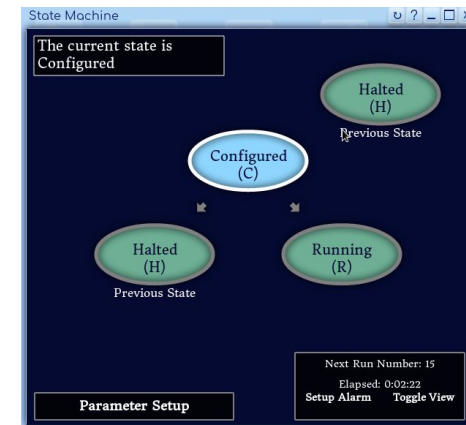 State Machine
The current state is
Configured
Halted
(H)
Previous State
Configured
(C)
Halted
(H)
Previous State
Running
(R)
Next Run Number: 15
Elapsed: 0:02:22
Setup Alarm Toggle View
Parameter Setup